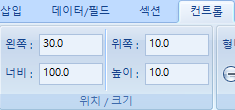 삽입 데이터/필드 섹션 컨트롤
왼쪽 : 30.0 위쪽 : 10.0
너비 : 100.0 높이 : 10.0
위치 / 크기